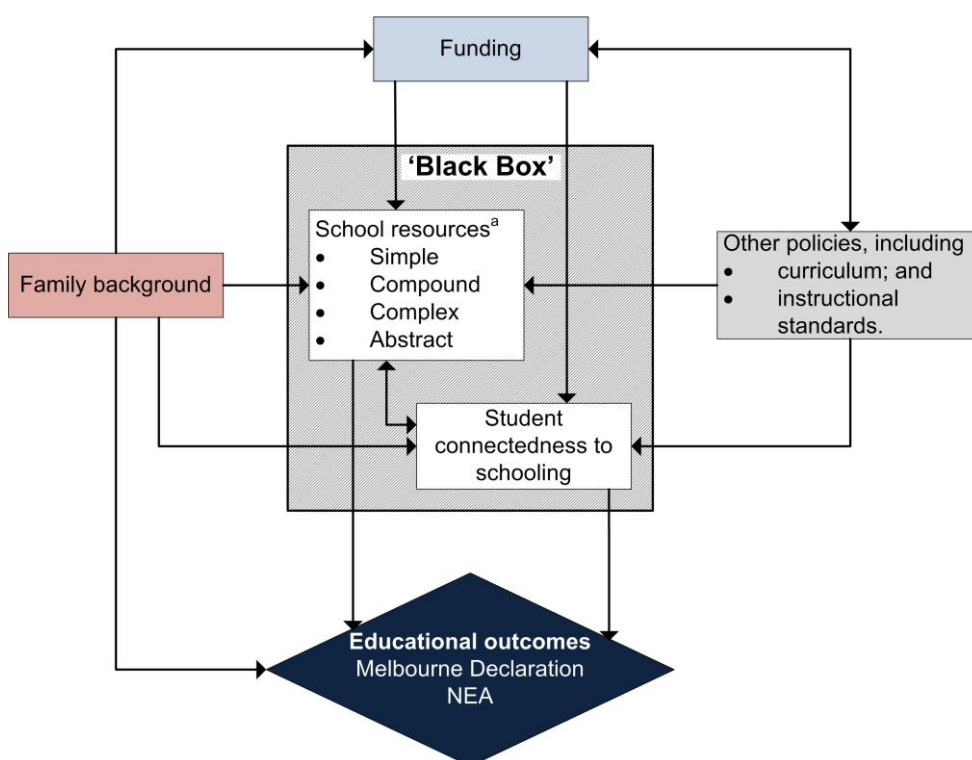 Funding
‘Black Box’
School resourcesᵃ
• Simple
• Compound
• Complex
• Abstract
Family background
Other policies, including
• curriculum; and
• instructional
standards.
Student
connectedness to
schooling
Educational outcomes
Melbourne Declaration
NEA